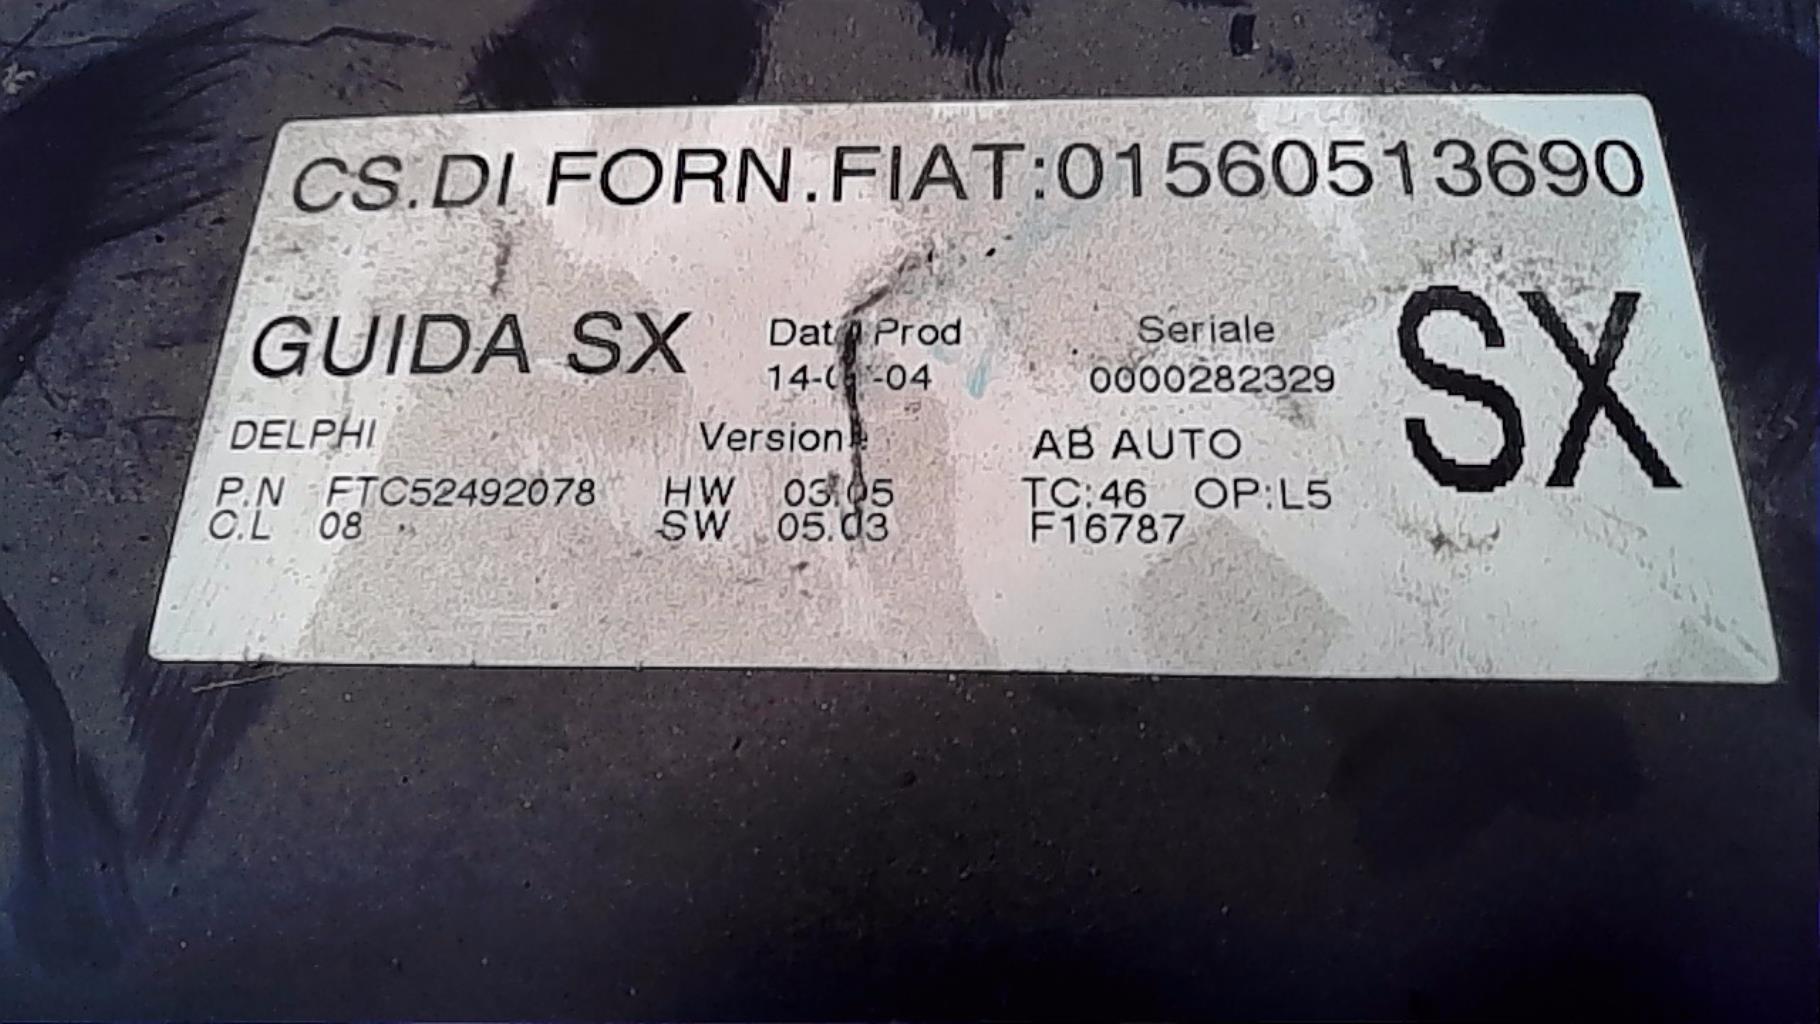 CS.DI FORN.FIAT:01560513690
GUIDA SX
Prod
Seriale
0000282329
SX
DELPHI
Versione
AB AUTO
P.N FTC52492078 HW 03.05 TC:46 OP:L5
C.L 08 SW 05.03 F16787